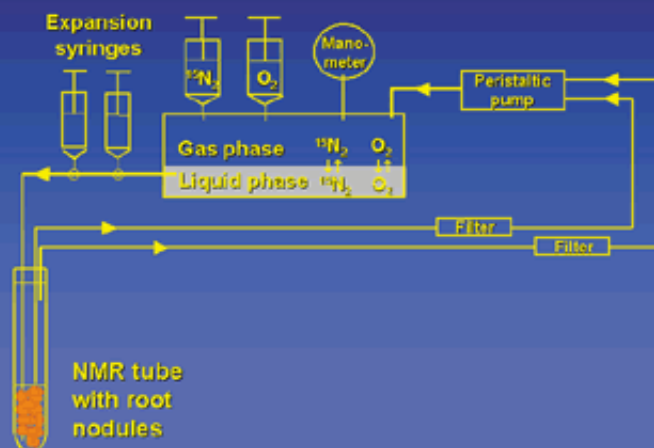 Expansion
syringes
¹⁵N₂
O₂
Mano-
meter
Peristaltic
pump
Gas phase ¹⁵N₂ O₂
Liquid phase ¹⁵N₂ O₂
Filter
Filter
NMR tube
with root
nodules